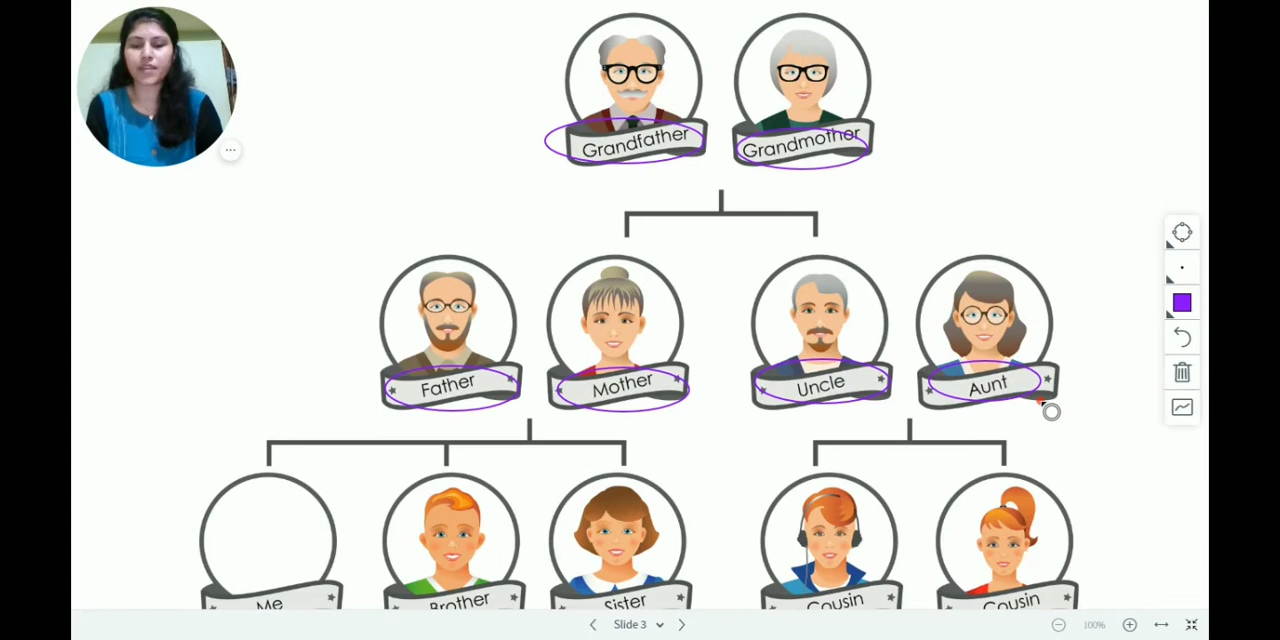 Grandfather Grandmother
Father Mother Uncle Aunt
Me Brother Sister Cousin Cousin
Slide 3 100%